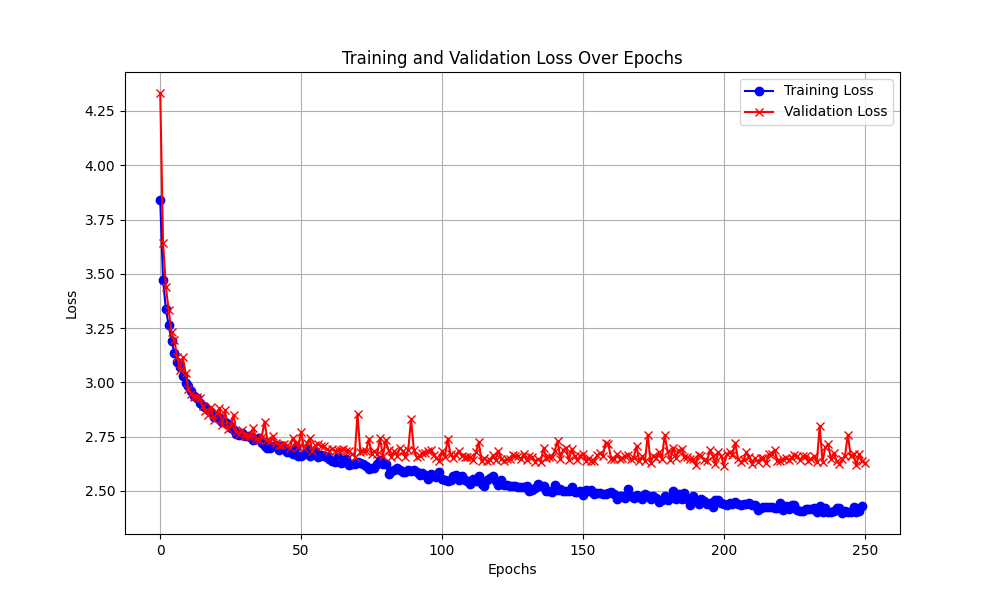 Training and Validation Loss Over Epochs
Training Loss
Validation Loss
4.25
4.00
3.75
3.50
3.25
3.00
2.75
2.50
Loss
0
50
100
150
200
250
Epochs